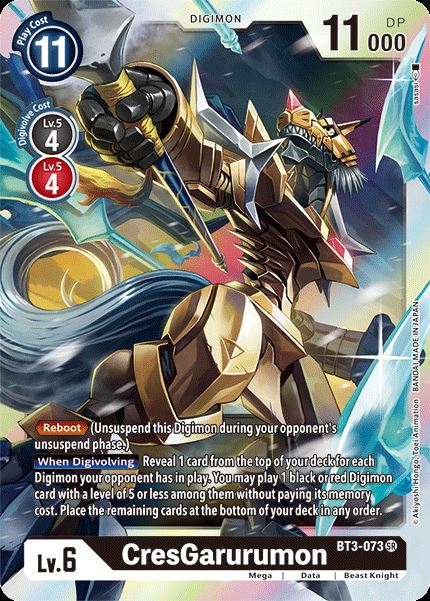 Play Cost
11
DIGIMON
11000
DP
Digivolve Cost
Lv.5
4
Lv.5
4
sasasi
©Akiyoshi Hongo, Toei Animation BANDAI MADE IN JAPAN
Reboot (Unsuspend this Digimon during your opponent's
unsuspend phase.)
When Digivolving Reveal 1 card from the top of your deck for each
Digimon your opponent has in play. You may play 1 black or red Digimon
card with a level of 5 or less among them without paying its memory
cost. Place the remaining cards at the bottom of your deck in any order.
Lv.6
CresGarurumon
BT3-073 SR
Mega | Data | Beast Knight